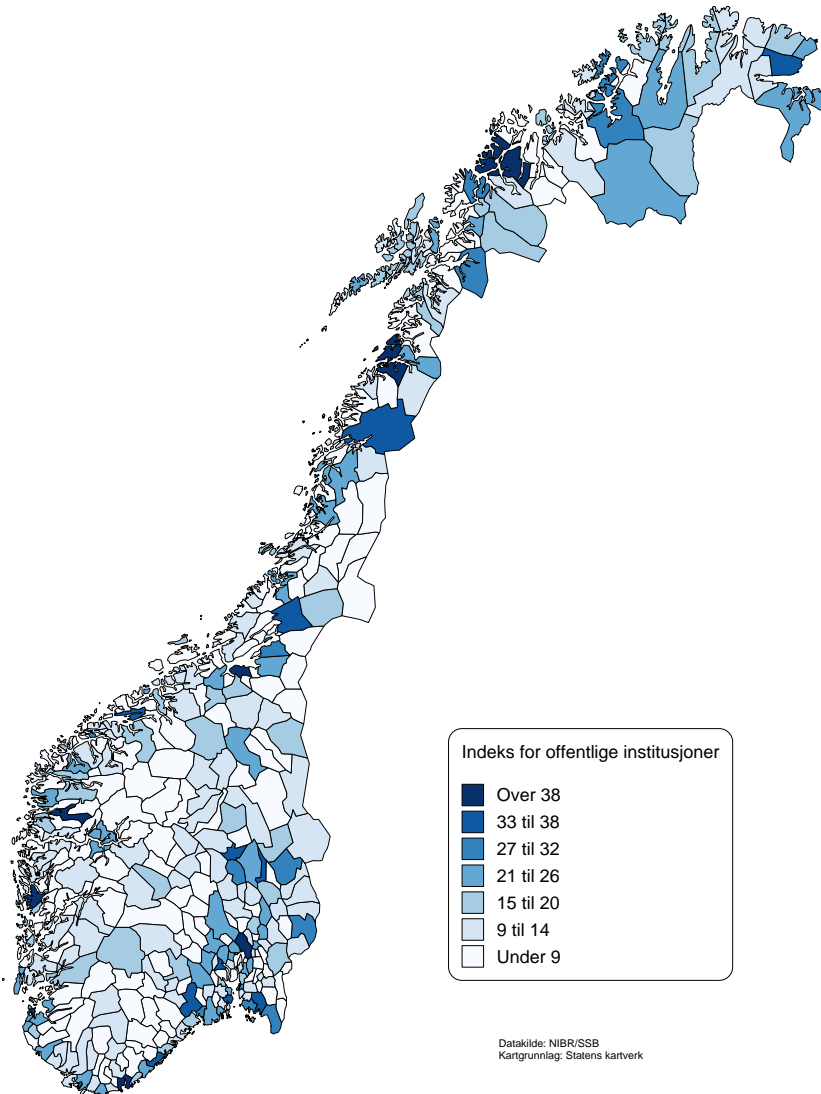 Indeks for offentlige institusjoner
Over 38
33 til 38
27 til 32
21 til 26
15 til 20
9 til 14
Under 9
Datakilde: NIBR/SSB
Kartgrunnlag: Statens kartverk